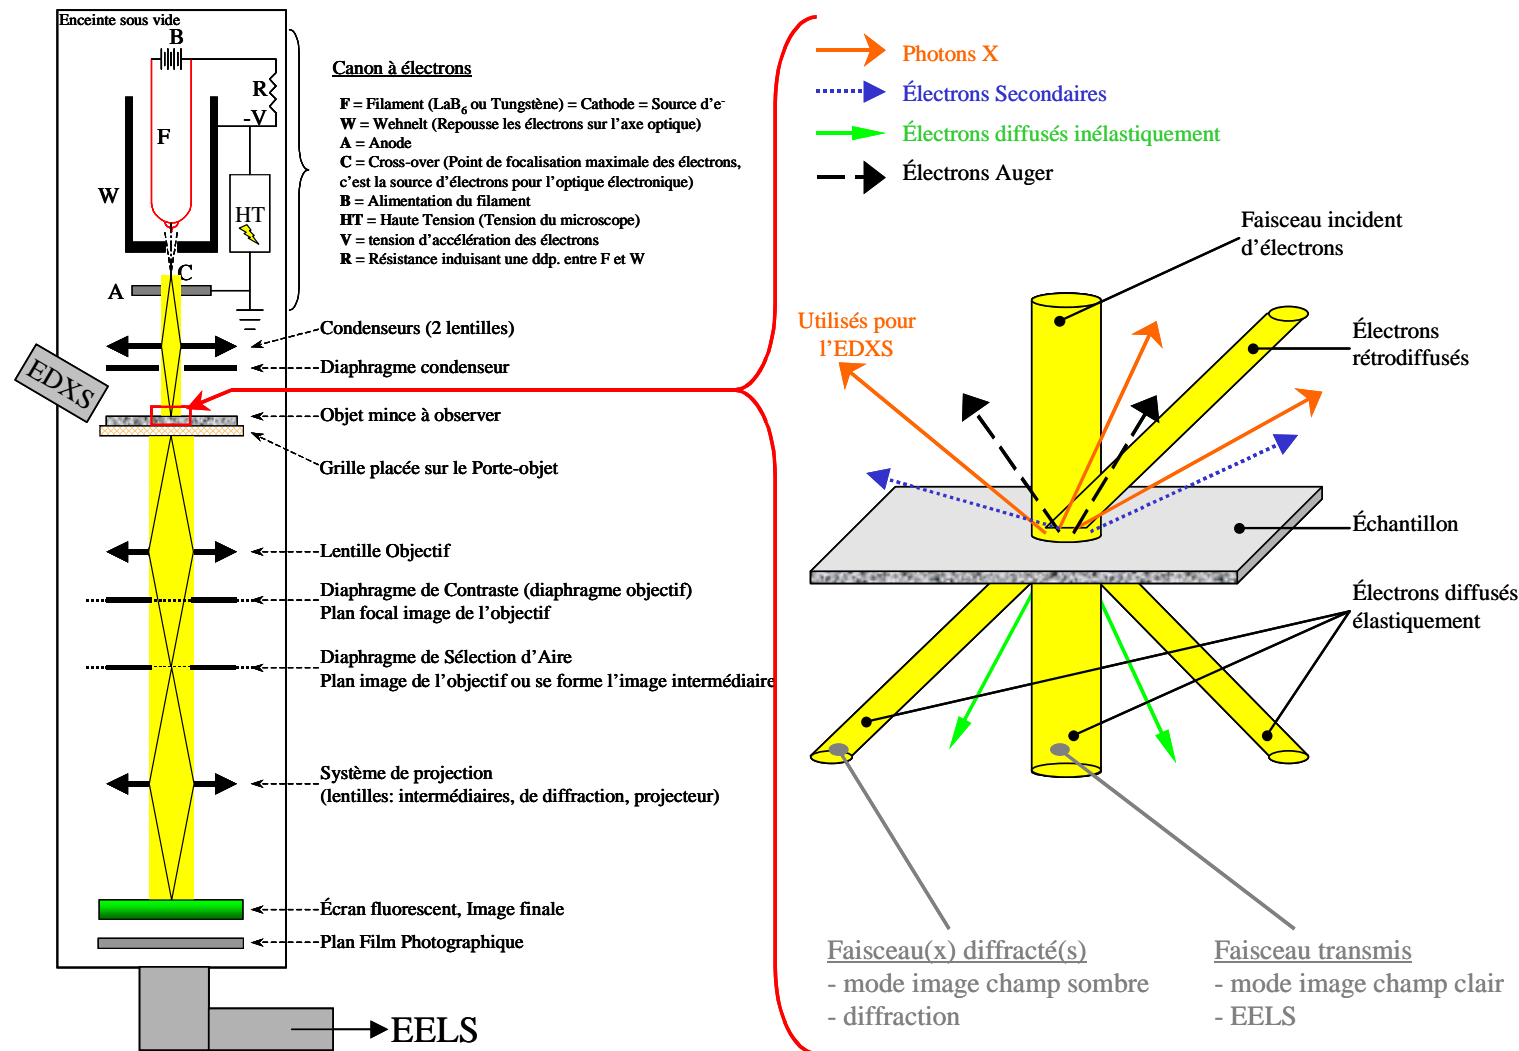 Enceinte sous vide
B
R
-V
F
W
HT
C
A
Canon à électrons
F = Filament (LaB6 ou Tungstène) = Cathode = Source d'e-
W = Wehnelt (Repousse les électrons sur l'axe optique)
A = Anode
C = Cross-over (Point de focalisation maximale des électrons,
c'est la source d'électrons pour l'optique électronique)
B = Alimentation du filament
HT = Haute Tension (Tension du microscope)
V = tension d'accélération des électrons
R = Résistance induisant une ddp. entre F et W
Condenseurs (2 lentilles)
Diaphragme condenseur
EDXS
Objet mince à observer
Grille placée sur le Porte-objet
Lentille Objectif
Diaphragme de Contraste (diaphragme objectif)
Plan focal image de l'objectif
Diaphragme de Sélection d'Aire
Plan image de l'objectif ou se forme l'image intermédiaire
Système de projection
(lentilles: intermédiaires, de diffraction, projecteur)
Écran fluorescent, Image finale
Plan Film Photographique
EELS
Photons X
Électrons Secondaires
Électrons diffusés inélastiquement
Électrons Auger
Faisceau incident
d'électrons
Utilisés pour
l'EDXS
Électrons
rétrodiffusés
Échantillon
Électrons diffusés
élastiquement
Faisceau(x) diffracté(s)
- mode image champ sombre
- diffraction
Faisceau transmis
- mode image champ clair
- EELS